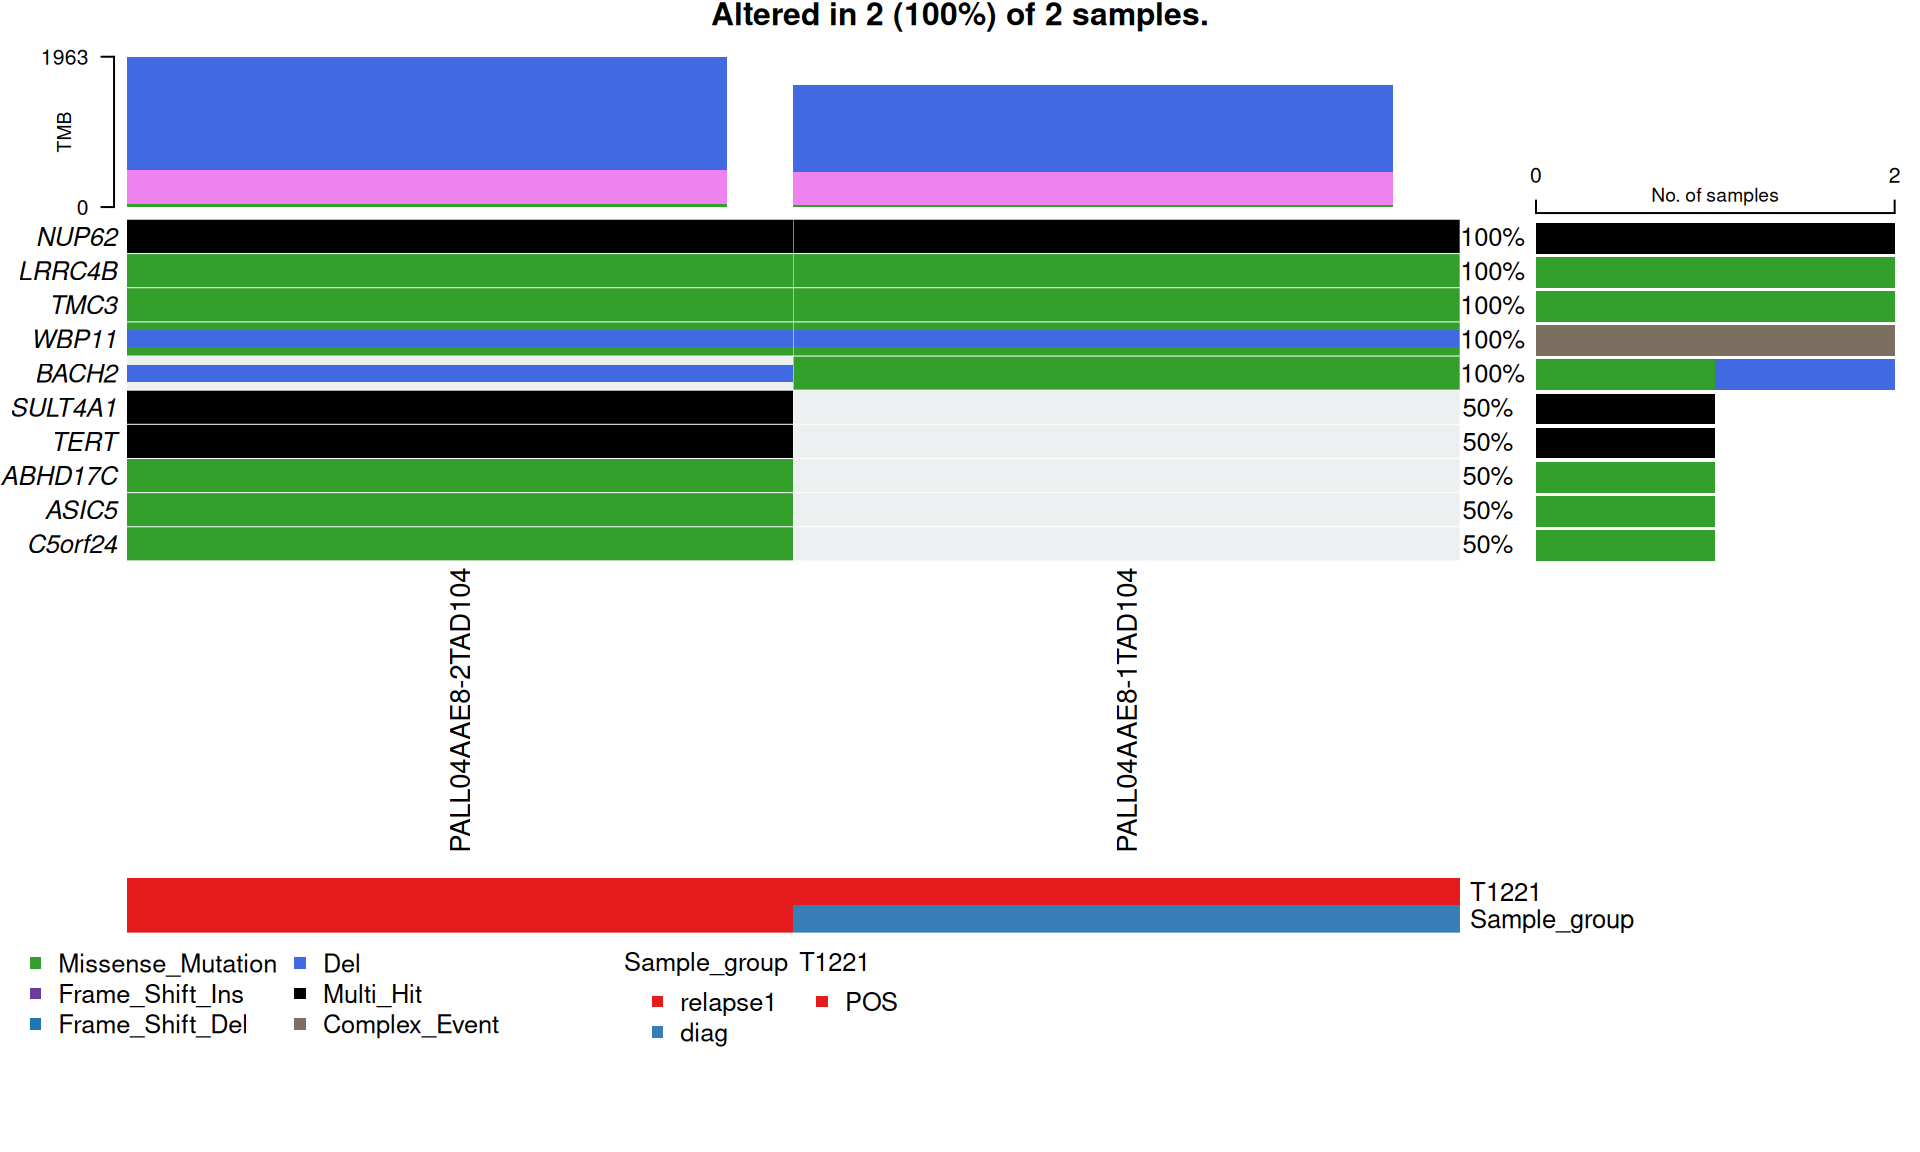 Altered in 2 (100%) of 2 samples.
1963
TMB
0
0 2
No. of samples
NUP62 100%
LRRC4B 100%
TMC3 100%
WBP11 100%
BACH2 100%
SULT4A1 50%
TERT 50%
ABHD17C 50%
ASIC5 50%
C5orf24 50%
PALL04AAE8-2TAD104
PALL04AAE8-1TAD104
T1221
Sample_group
Missense_Mutation Del
Frame_Shift_Ins Multi_Hit
Frame_Shift_Del Complex_Event
Sample_group T1221
relapse1 POS
diag